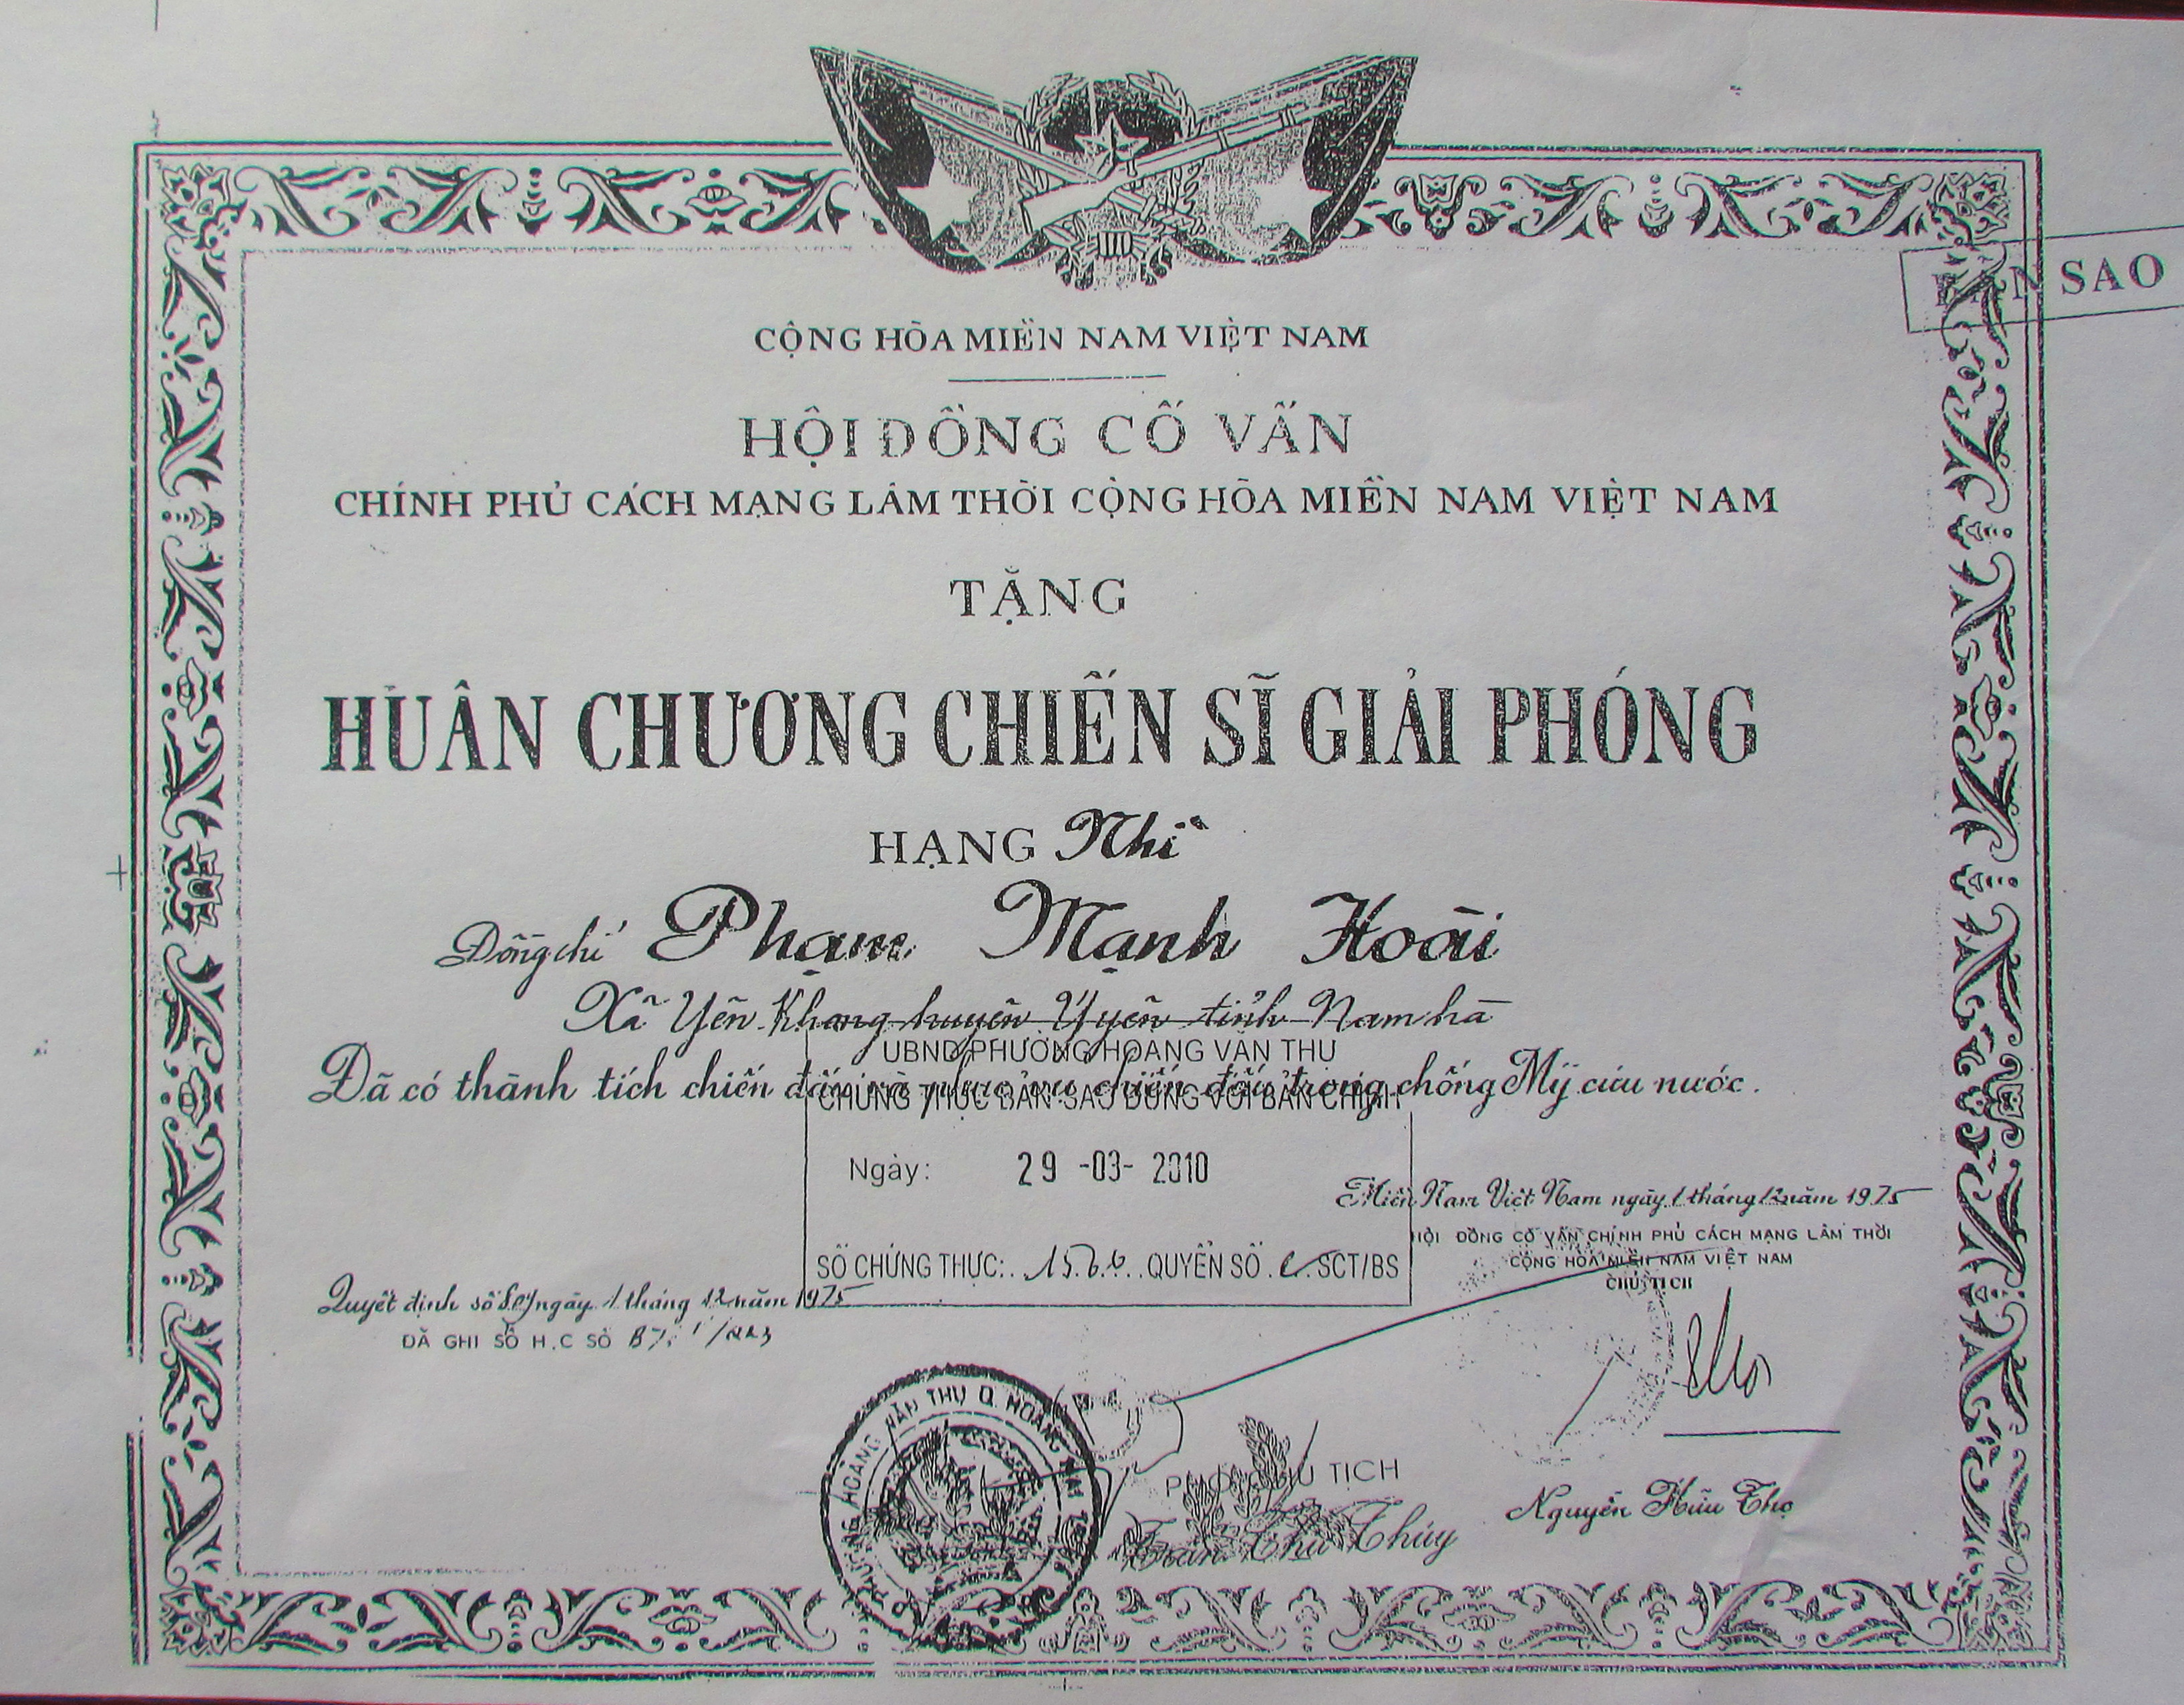 BẢN SAO
CỘNG HÒA MIỀN NAM VIỆT NAM
HỘI ĐỒNG CỐ VẤN
CHÍNH PHỦ CÁCH MẠNG LÂM THỜI CỘNG HÒA MIỀN NAM VIỆT NAM
TẶNG
HUÂN CHƯƠNG CHIẾN SĨ GIẢI PHÓNG
HẠNG Nhì
Đồng chí Phạm Mạnh Hoài
Xã Yên Khang huyện Ý yên tỉnh Nam hà
UBND PHƯỜNG HOÀNG VĂN THỤ
Đã có thành tích chiến đấu và phục vụ chiến đấu trong chống Mỹ cứu nước.
CHỨNG THỰC BẢN SAO ĐÚNG VỚI BẢN CHÍNH
Ngày: 29 -03- 2010
Miền Nam Việt Nam ngày 1 tháng 12 năm 1975
HỘI ĐỒNG CỐ VẤN CHÍNH PHỦ CÁCH MẠNG LÂM THỜI
CỘNG HÒA MIỀN NAM VIỆT NAM
CHỦ TỊCH
SỐ CHỨNG THỰC: QUYỂN SỐ SCT/BS
Quyết định số ngày 1 tháng 12 năm 1975
ĐÃ GHI SỔ H.C SỐ
PHÓ CHỦ TỊCH
Trần Thu Thủy
Nguyễn Hữu Thọ